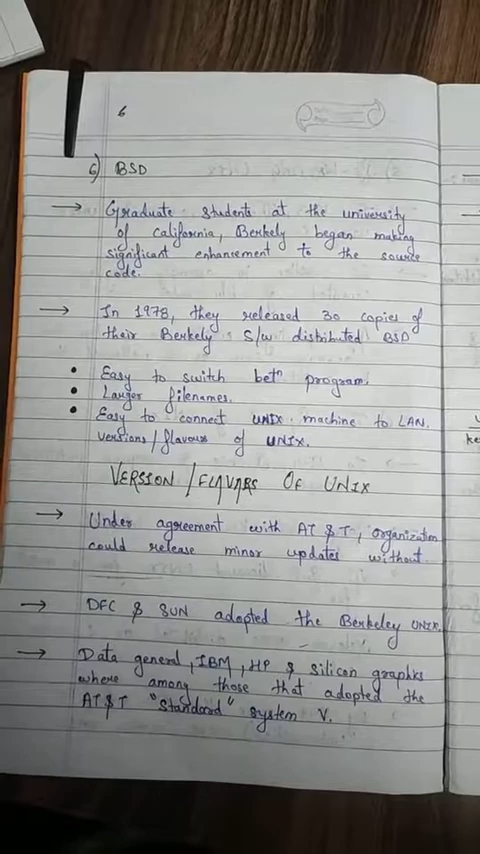 6
6) BSD
→ Graduate students at the university
of california, Berkely began making
significant enhancement to the source
code.
→ In 1978, they released 30 copies of
their Berkely S/w distributed BSD
• Easy to switch betn program.
• Larger filenames.
• Easy to connect UNIX machine to LAN.
versions/flavour of UNIX.
VERSION / FLAVARS OF UNIX
→ Under agreement with AT $ T, organization
could release minor updates without
→ DFC $ SUN adopted the Berkeley UNIX.
→ Data general, IBM, HP $ silicon graphics
where among those that adopted the
AT $ T "Standard" system V.